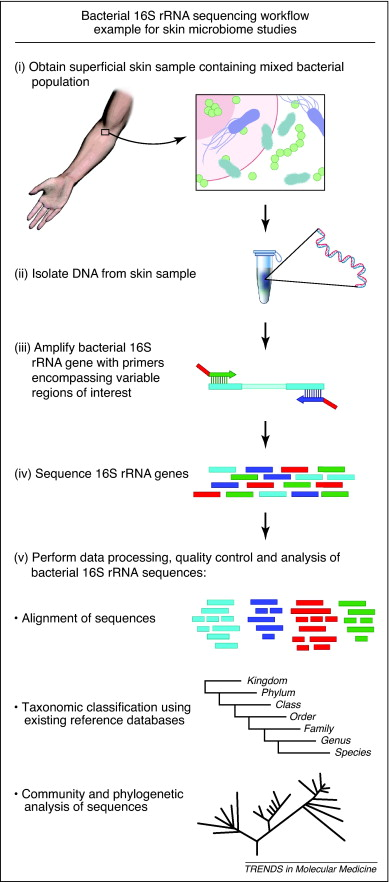 Bacterial 16S rRNA sequencing workflow
example for skin microbiome studies
(i) Obtain superficial skin sample containing mixed bacterial
population
(ii) Isolate DNA from skin sample
(iii) Amplify bacterial 16S
rRNA gene with primers
encompassing variable
regions of interest
(iv) Sequence 16S rRNA genes
(v) Perform data processing, quality control and analysis of
bacterial 16S rRNA sequences:
• Alignment of sequences
• Taxonomic classification using
existing reference databases
Kingdom
Phylum
Class
Order
Family
Genus
Species
• Community and phylogenetic
analysis of sequences
TRENDS in Molecular Medicine